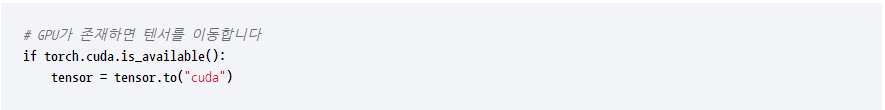 # GPU가 존재하면 텐서를 이동합니다
if torch.cuda.is_available():
    tensor = tensor.to("cuda")